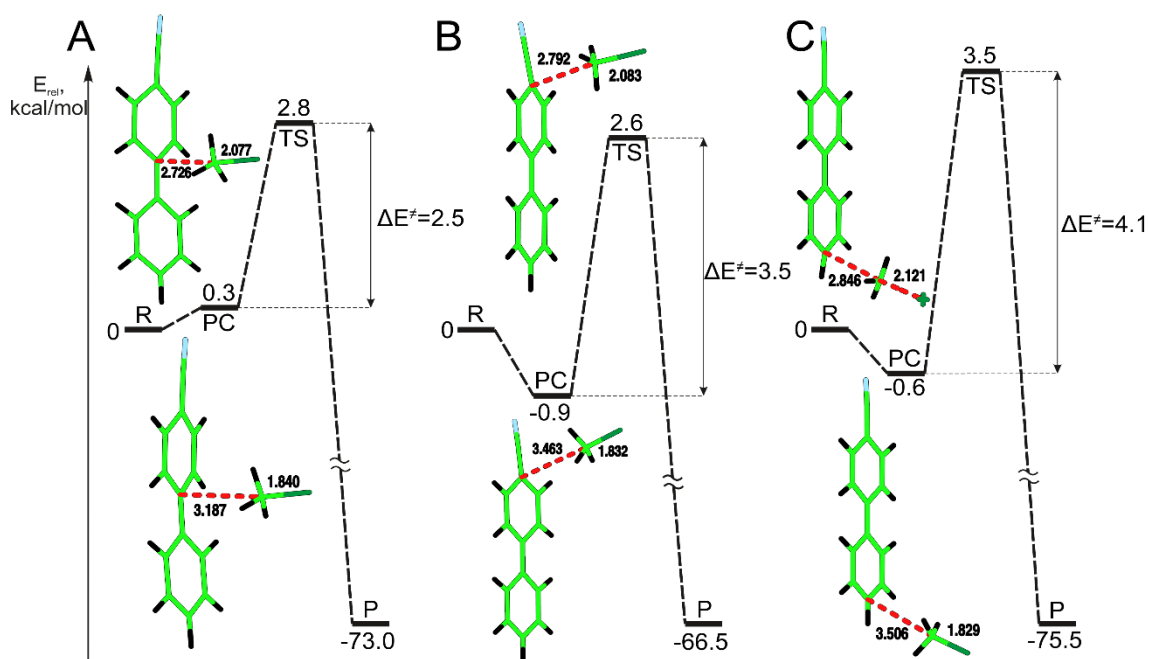 A
E rel,
kcal/mol
2.077
2.726
2.8
TS
ΔE≠=2.5
0.3
PC
R
0
1.840
3.187
P
-73.0
B
2.792
2.083
2.6
TS
ΔE≠=3.5
R
0
PC
-0.9
3.463
1.832
P
-66.5
C
3.5
TS
ΔE≠=4.1
2.846
2.121
R
0
PC
-0.6
3.506
1.829
P
-75.5